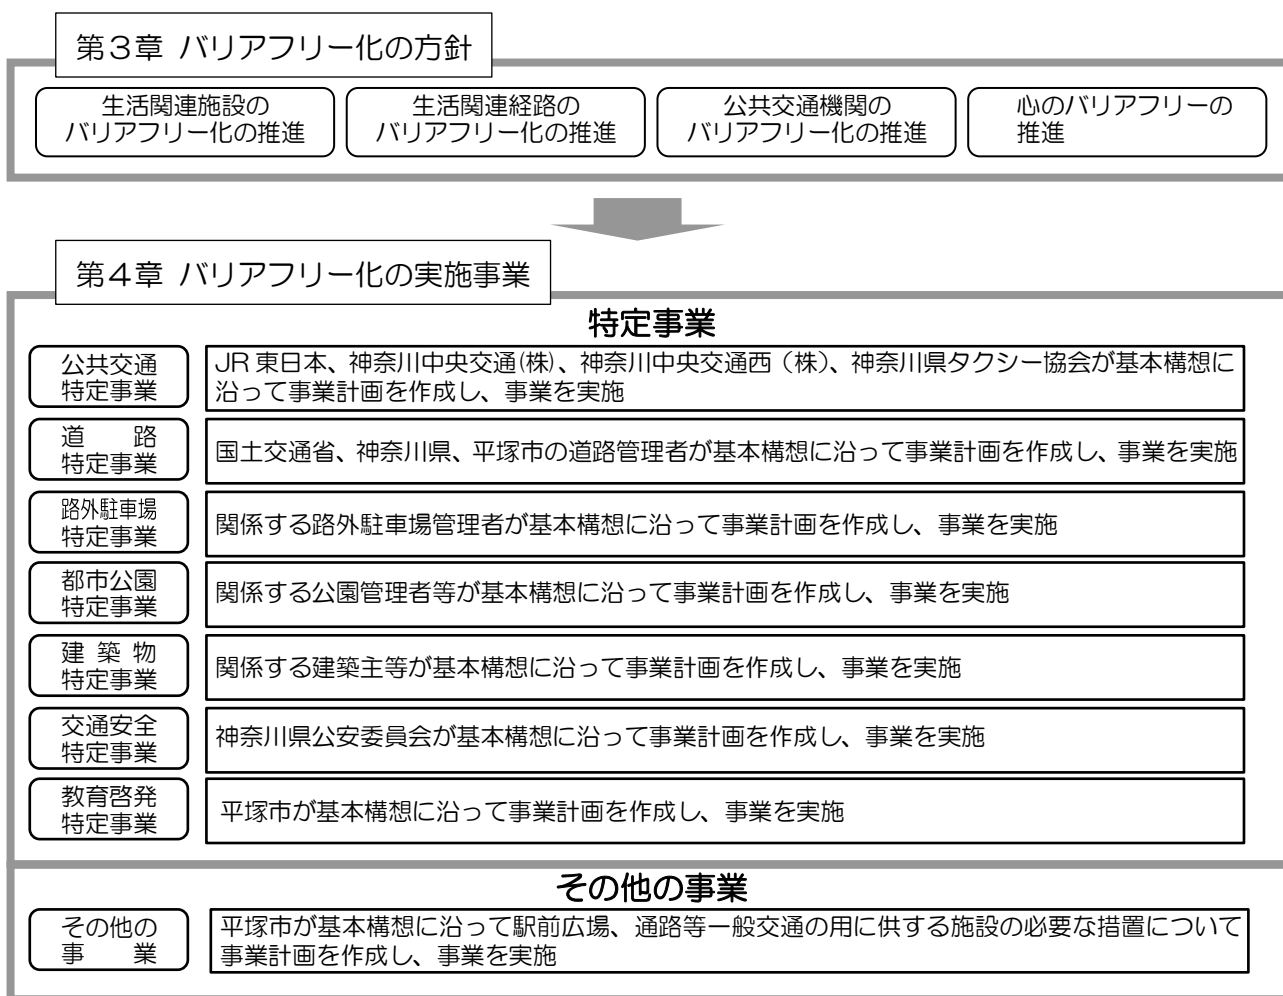 第３章 バリアフリー化の方針
生活関連施設の
バリアフリー化の推進
生活関連経路の
バリアフリー化の推進
公共交通機関の
バリアフリー化の推進
心のバリアフリーの
推進
第４章 バリアフリー化の実施事業
特定事業
公共交通
特定事業
JR 東日本、神奈川中央交通(株)、神奈川中央交通西（株）、神奈川県タクシー協会が基本構想に
沿って事業計画を作成し、事業を実施
道　路
特定事業
国土交通省、神奈川県、平塚市の道路管理者が基本構想に沿って事業計画を作成し、事業を実施
路外駐車場
特定事業
関係する路外駐車場管理者が基本構想に沿って事業計画を作成し、事業を実施
都市公園
特定事業
関係する公園管理者等が基本構想に沿って事業計画を作成し、事業を実施
建 築 物
特定事業
関係する建築主等が基本構想に沿って事業計画を作成し、事業を実施
交通安全
特定事業
神奈川県公安委員会が基本構想に沿って事業計画を作成し、事業を実施
教育啓発
特定事業
平塚市が基本構想に沿って事業計画を作成し、事業を実施
その他の事業
その他の
事　業
平塚市が基本構想に沿って駅前広場、通路等一般交通の用に供する施設の必要な措置について
事業計画を作成し、事業を実施